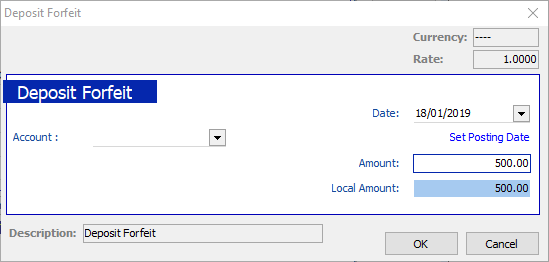 Deposit Forfeit
Currency: ----
Rate: 1.0000
Deposit Forfeit
Date: 18/01/2019
Account :
Set Posting Date
Amount: 500.00
Local Amount: 500.00
Description: Deposit Forfeit
OK Cancel